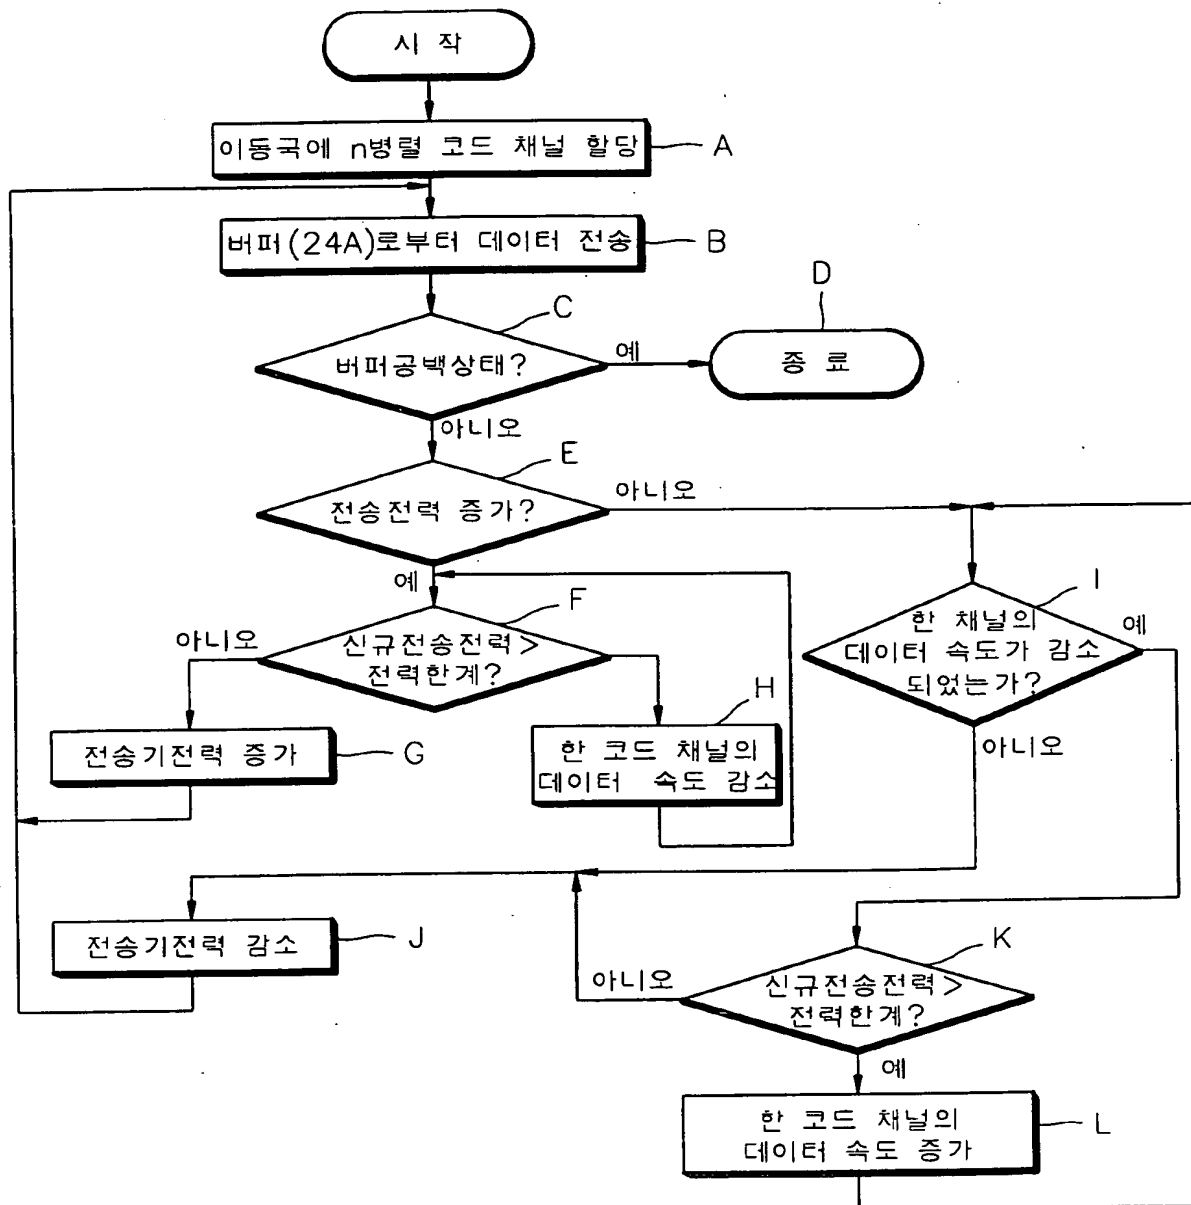 시 작
이동국에 n병렬 코드 채널 할당
A
버퍼(24A)로부터 데이터 전송
B
C
버퍼공백상태?
예
D
종 료
아니오
E
전송전력 증가?
아니오
예
F
아니오
신규전송전력>
전력한계?
I
한 채널의
데이터 속도가 감소
되었는가?
예
아니오
전송기전력 증가
G
H
한 코드 채널의
데이터 속도 감소
전송기전력 감소
J
K
아니오
신규전송전력>
전력한계?
예
한 코드 채널의
데이터 속도 증가
L